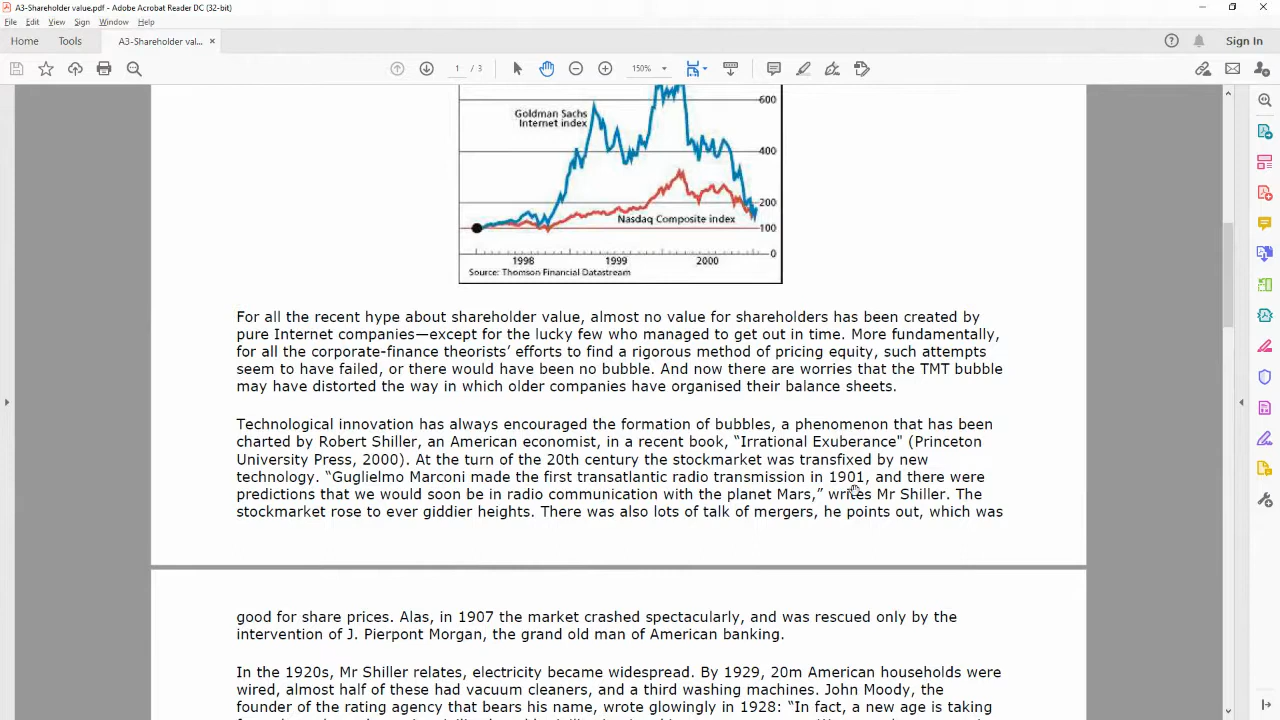 A3-Shareholder value.pdf - Adobe Acrobat Reader DC (32-bit)
File Edit View Sign Window Help
Home Tools A3-Shareholder val... × Sign In
1 / 3 150%
600
Goldman Sachs
Internet index
400
200
Nasdaq Composite index
100
0
1998 1999 2000
Source: Thomson Financial Datastream
For all the recent hype about shareholder value, almost no value for shareholders has been created by
pure Internet companies—except for the lucky few who managed to get out in time. More fundamentally,
for all the corporate-finance theorists’ efforts to find a rigorous method of pricing equity, such attempts
seem to have failed, or there would have been no bubble. And now there are worries that the TMT bubble
may have distorted the way in which older companies have organised their balance sheets.
Technological innovation has always encouraged the formation of bubbles, a phenomenon that has been
charted by Robert Shiller, an American economist, in a recent book, “Irrational Exuberance" (Princeton
University Press, 2000). At the turn of the 20th century the stockmarket was transfixed by new
technology. “Guglielmo Marconi made the first transatlantic radio transmission in 1901, and there were
predictions that we would soon be in radio communication with the planet Mars,” writes Mr Shiller. The
stockmarket rose to ever giddier heights. There was also lots of talk of mergers, he points out, which was
good for share prices. Alas, in 1907 the market crashed spectacularly, and was rescued only by the
intervention of J. Pierpont Morgan, the grand old man of American banking.
In the 1920s, Mr Shiller relates, electricity became widespread. By 1929, 20m American households were
wired, almost half of these had vacuum cleaners, and a third washing machines. John Moody, the
founder of the rating agency that bears his name, wrote glowingly in 1928: “In fact, a new age is taking